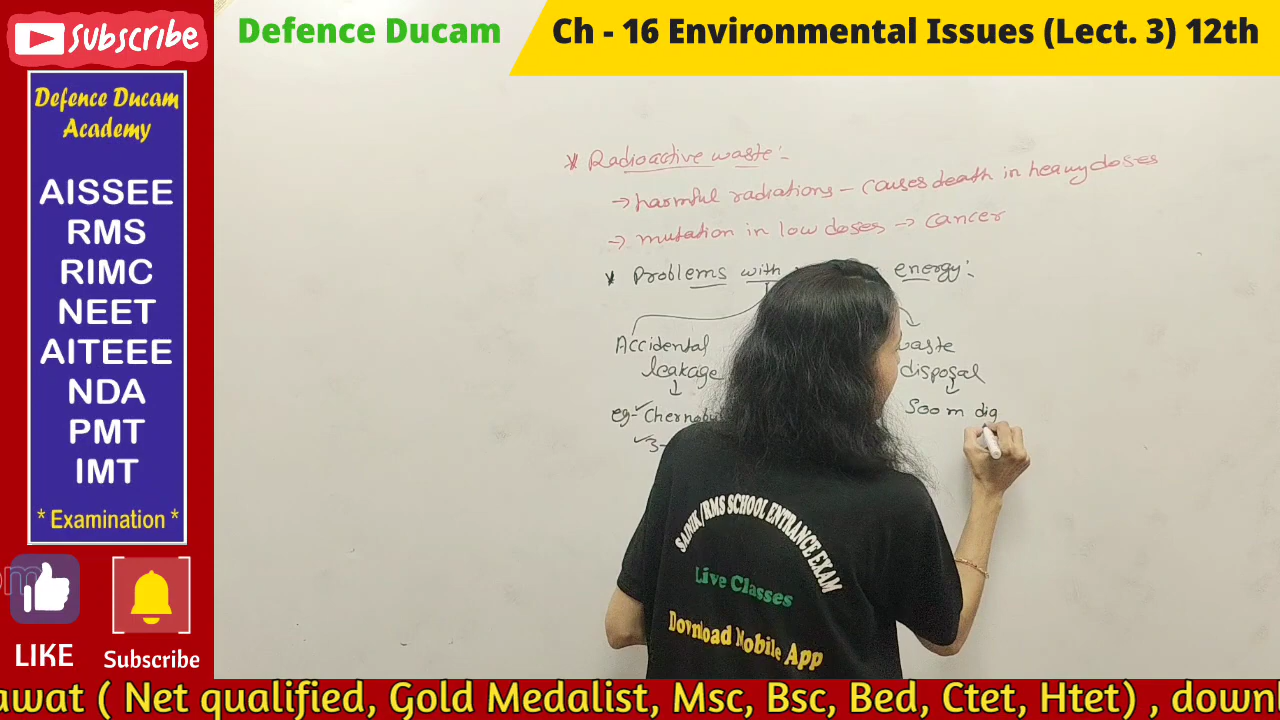 SUBSCRIBE
Defence Ducam
Ch - 16 Environmental Issues (Lect. 3) 12th
Defence Ducam
Academy
AISSEE
RMS
RIMC
NEET
AITEEE
NDA
PMT
IMT
* Examination *
LIKE
Subscribe
* Radioactive waste:-
→ harmful radiations - causes death in heavy doses
→ mutation in low doses → cancer
* Problems with energy:-
Accidental
leakage
eg- Chernoby
3-
waste
disposal
500 m dig
SAINIK/RMS SCHOOL ENTRANCE EXAM
Live Classes
Download Mobile App
awat ( Net qualified, Gold Medalist, Msc, Bsc, Bed, Ctet, Htet) , down